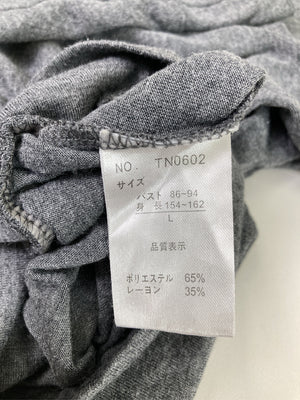 NO. TN0602
サイズ
バスト 86-94
身 長 154-162
L
品質表示
ポリエステル 65%
レーヨン 35%